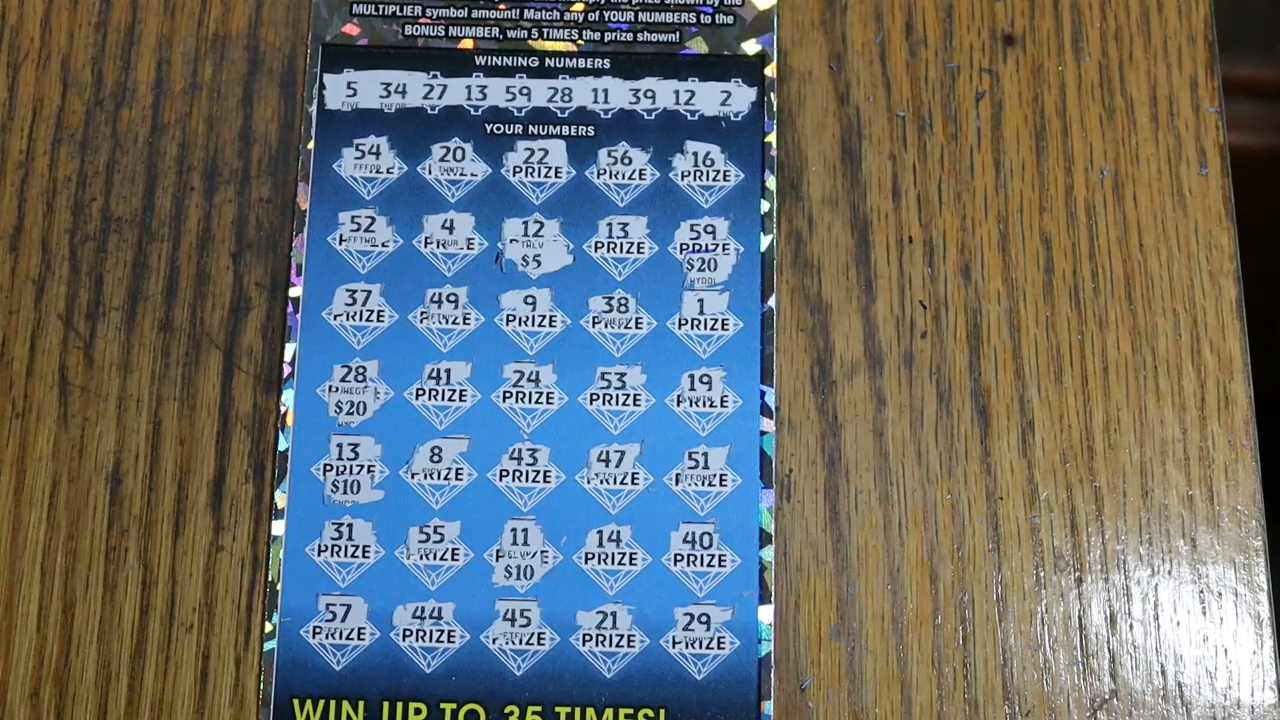 MULTIPLIER symbol amount! Match any of YOUR NUMBERS to the
BONUS NUMBER, win 5 TIMES the prize shown!
WINNING NUMBERS
5 34 27 13 59 28 11 39 12 2
FIVE
YOUR NUMBERS
54 20 22 56 16
PRIZE PRIZE PRIZE
52 4 12 13 59
PRIZE PRIZE
$5 $20
37 49 9 38 1
PRIZE PRIZE PRIZE PRIZE
28 41 24 53 19
PRIZE PRIZE PRIZE PRIZE
$20
13 8 43 47 51
PRIZE PRIZE PRIZE PRIZE
$10
31 55 11 14 40
PRIZE PRIZE PRIZE PRIZE
$10
57 44 45 21 29
PRIZE PRIZE PRIZE PRIZE PRIZE
WIN UP TO 35 TIMES!